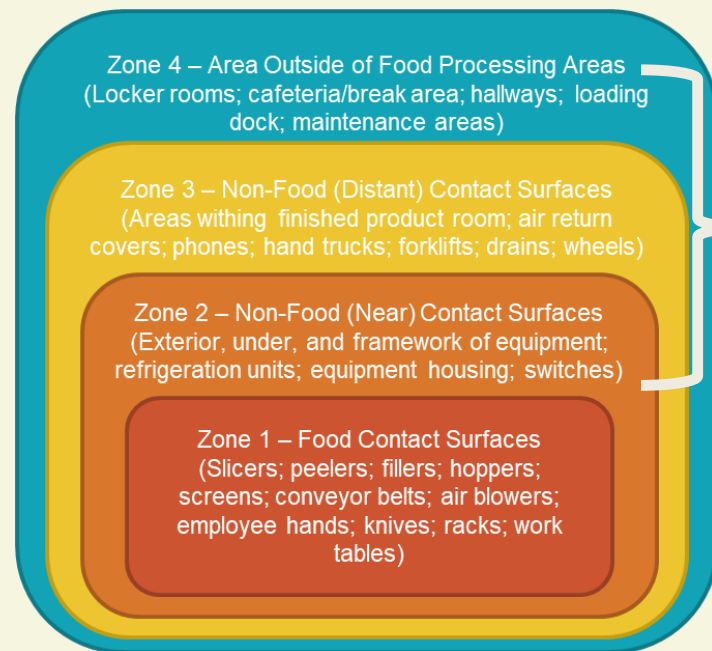 Zone 4 – Area Outside of Food Processing Areas
(Locker rooms; cafeteria/break area; hallways; loading
dock; maintenance areas)
Zone 3 – Non-Food (Distant) Contact Surfaces
(Areas withing finished product room; air return
covers; phones; hand trucks; forklifts; drains; wheels)
Zone 2 – Non-Food (Near) Contact Surfaces
(Exterior, under, and framework of equipment;
refrigeration units; equipment housing; switches)
Zone 1 – Food Contact Surfaces
(Slicers; peelers; fillers; hoppers;
screens; conveyor belts; air blowers;
employee hands; knives; racks; work
tables)